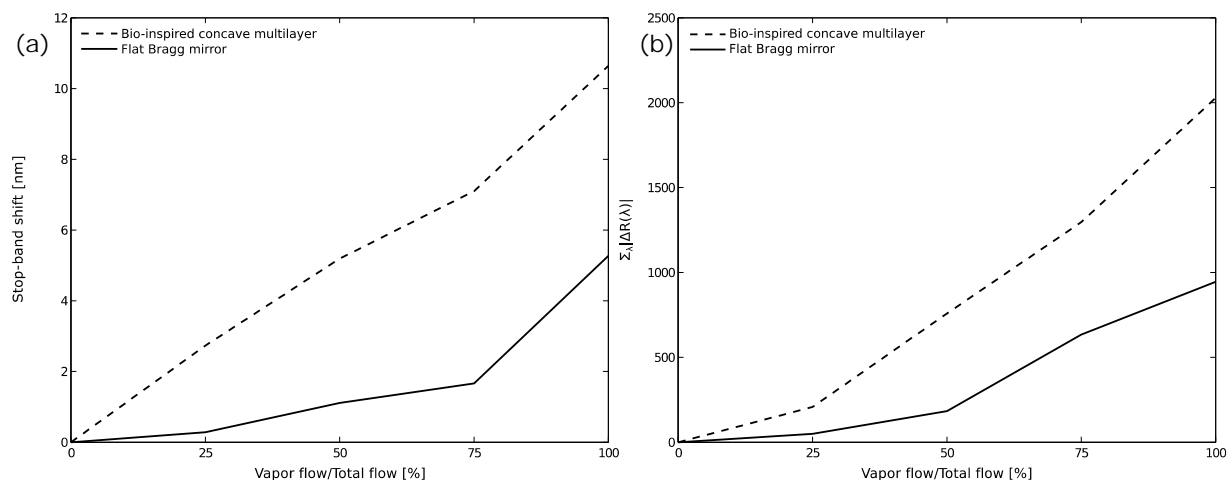 (a)
Bio-inspired concave multilayer
Flat Bragg mirror
12
10
8
6
4
2
0
Stop-band shift [nm]
0 25 50 75 100
Vapor flow/Total flow [%]
(b)
Bio-inspired concave multilayer
Flat Bragg mirror
2500
2000
1500
1000
500
0
Σλ|ΔR(λ)|
0 25 50 75 100
Vapor flow/Total flow [%]